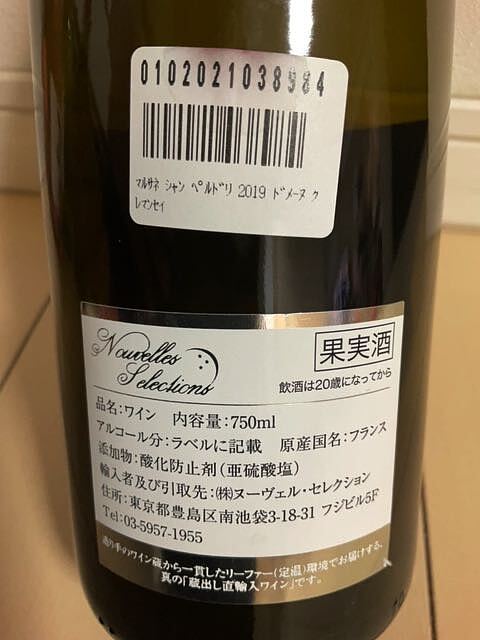 0102021038984
マルサネ シャン ペルドリ 2019 ドメーヌ ク
レマンセイ
Nouvelles
Selections
果実酒
飲酒は20歳になってから
品名:ワイン 内容量:750ml
アルコール分:ラベルに記載 原産国名:フランス
添加物:酸化防止剤(亜硫酸塩)
輸入者及び引取先:㈱ヌーヴェル・セレクション
住所:東京都豊島区南池袋3-18-31 フジビル5F
Tel:03-5957-1955
造り手のワイン蔵から一貫したリーファー(定温)環境でお届けする、
真の「蔵出し直輸入ワイン」です。